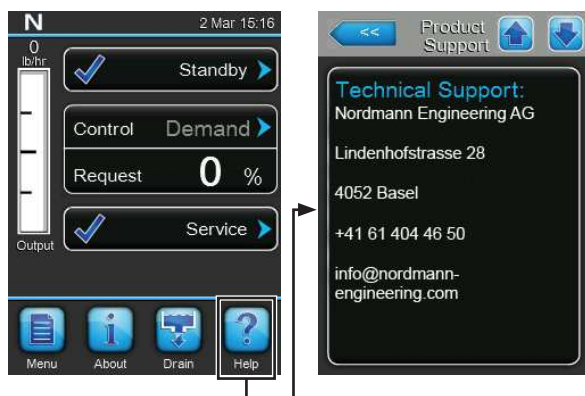 N 2 Mar 15:16
0
lb/hr
Standby
Control Demand
Request 0 %
Service
Output
Menu About Drain Help
<< Product
Support
Technical Support:
Nordmann Engineering AG
Lindenhofstrasse 28
4052 Basel
+41 61 404 46 50
info@nordmann-
engineering.com